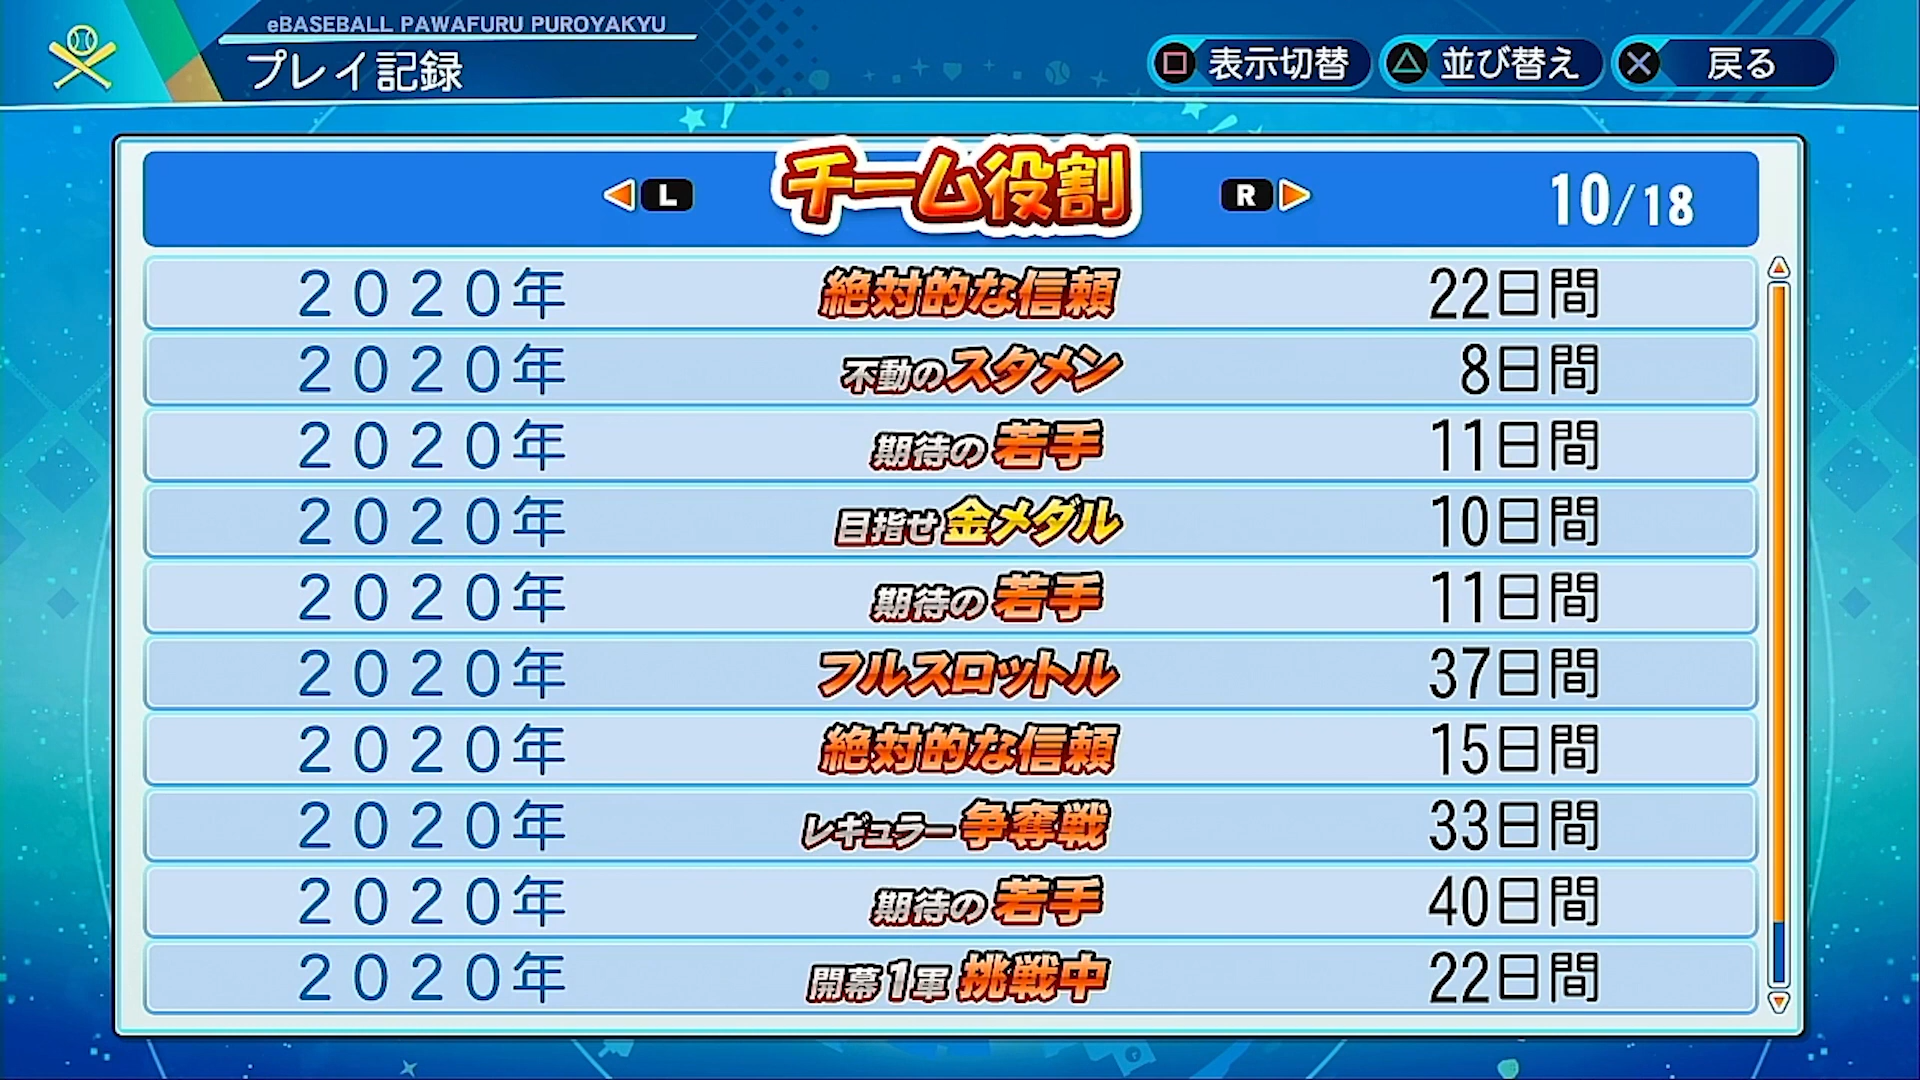 eBASEBALL PAWAFURU PUROYAKYU
プレイ記録
表示切替 並び替え 戻る
L チーム役割 R 10/18
2020年 絶対的な信頼 22日間
2020年 不動のスタメン 8日間
2020年 期待の若手 11日間
2020年 目指せ金メダル 10日間
2020年 期待の若手 11日間
2020年 フルスロットル 37日間
2020年 絶対的な信頼 15日間
2020年 レギュラー争奪戦 33日間
2020年 期待の若手 40日間
2020年 開幕1軍挑戦中 22日間